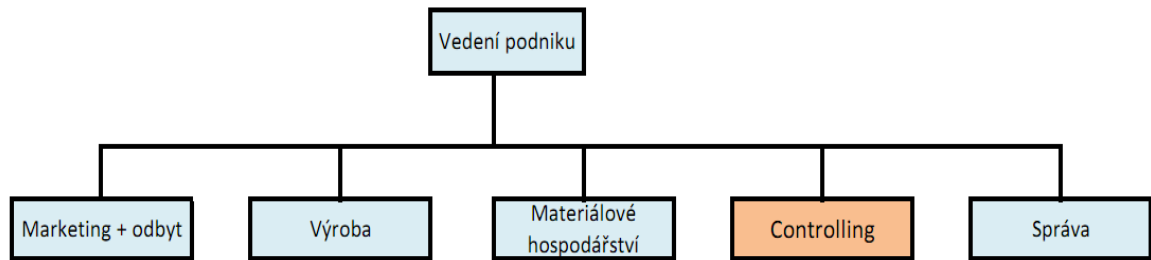 Vedení podniku
Marketing + odbyt
Výroba
Materiálové
hospodářství
Controlling
Správa